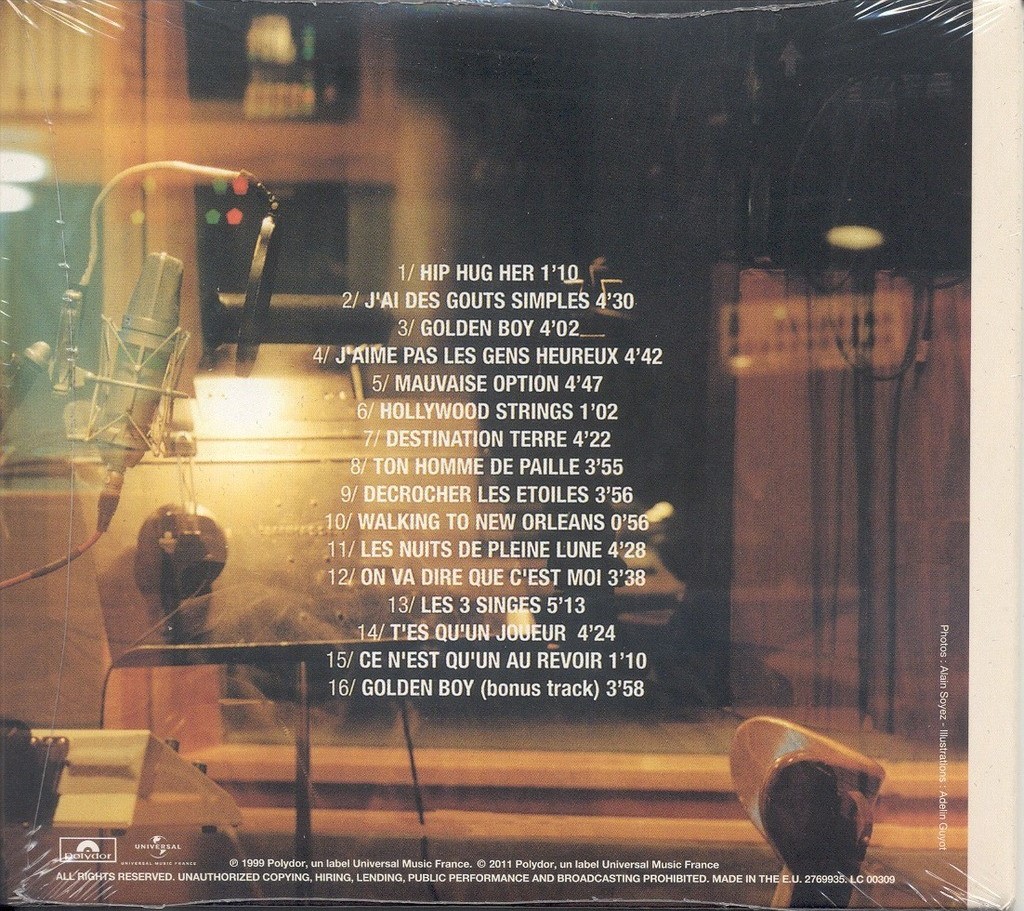 1/ HIP HUG HER 1'10
2/ J'AI DES GOUTS SIMPLES 4'30
3/ GOLDEN BOY 4'02
4/ J'AIME PAS LES GENS HEUREUX 4'42
5/ MAUVAISE OPTION 4'47
6/ HOLLYWOOD STRINGS 1'02
7/ DESTINATION TERRE 4'22
8/ TON HOMME DE PAILLE 3'55
9/ DECROCHER LES ETOILES 3'56
10/ WALKING TO NEW ORLEANS 0'56
11/ LES NUITS DE PLEINE LUNE 4'28
12/ ON VA DIRE QUE C'EST MOI 3'38
13/ LES 3 SINGES 5'13
14/ T'ES QU'UN JOUEUR 4'24
15/ CE N'EST QU'UN AU REVOIR 1'10
16/ GOLDEN BOY (bonus track) 3'58
Photos : Alain Soyez - Illustrations : Adelin Guyot
polydor
UNIVERSAL
UNIVERSAL MUSIC FRANCE
℗ 1999 Polydor, un label Universal Music France. © 2011 Polydor, un label Universal Music France
ALL RIGHTS RESERVED. UNAUTHORIZED COPYING, HIRING, LENDING, PUBLIC PERFORMANCE AND BROADCASTING PROHIBITED. MADE IN THE E.U. 2769935. LC 00309